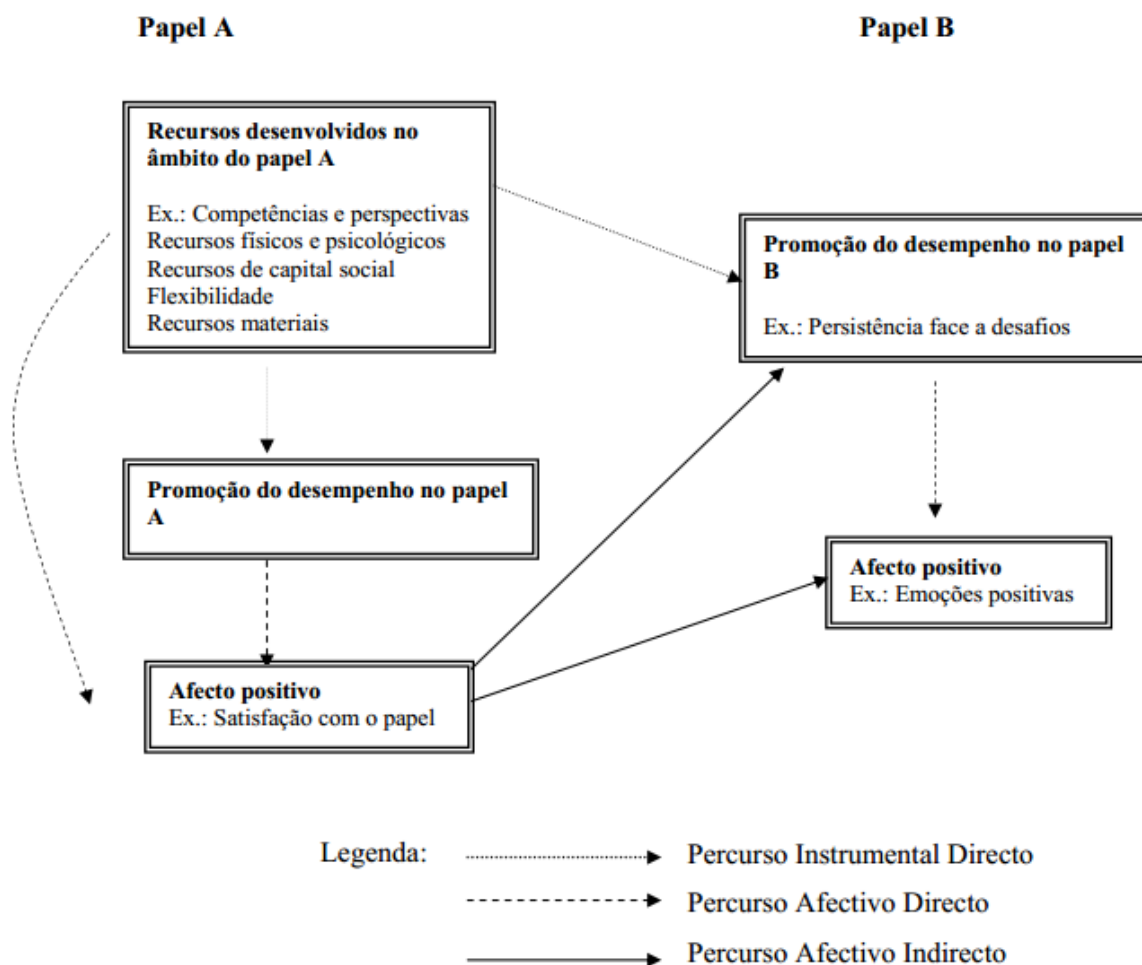 Papel A
Papel B
Recursos desenvolvidos no
âmbito do papel A
Ex.: Competências e perspectivas
Recursos físicos e psicológicos
Recursos de capital social
Flexibilidade
Recursos materiais
Promoção do desempenho no papel
B
Ex.: Persistência face a desafios
Promoção do desempenho no papel
A
Afecto positivo
Ex.: Emoções positivas
Afecto positivo
Ex.: Satisfação com o papel
Legenda:
Percurso Instrumental Directo
Percurso Afectivo Directo
Percurso Afectivo Indirecto